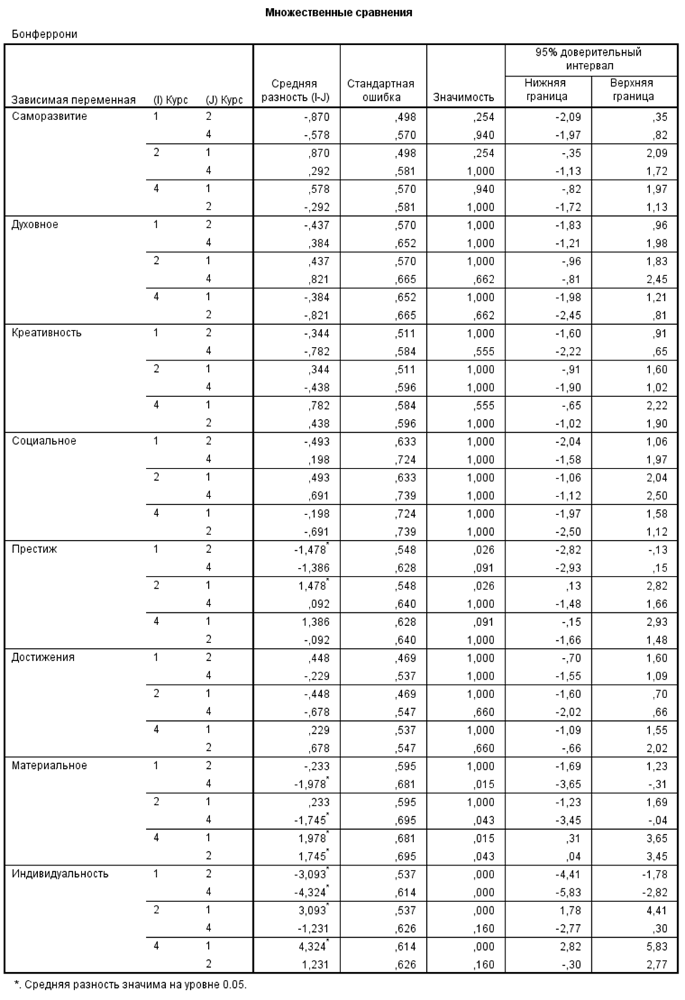 Множественные сравнения
Бонферрони
Зависимая переменная (I) Курс (J) Курс Средняя разность (I-J) Стандартная ошибка Значимость 95% доверительный интервал
Нижняя граница Верхняя граница
Саморазвитие 1 2 -,870 ,498 ,254 -2,09 ,35
4 -,578 ,570 ,940 -1,97 ,82
2 1 ,870 ,498 ,254 -,35 2,09
4 ,292 ,581 1,000 -1,13 1,72
4 1 ,578 ,570 ,940 -,82 1,97
2 -,292 ,581 1,000 -1,72 1,13
Духовное 1 2 -,437 ,570 1,000 -1,83 ,96
4 ,384 ,652 1,000 -1,21 1,98
2 1 ,437 ,570 1,000 -,96 1,83
4 ,821 ,665 ,662 -,81 2,45
4 1 -,384 ,652 1,000 -1,98 1,21
2 -,821 ,665 ,662 -2,45 ,81
Креативность 1 2 -,344 ,511 1,000 -1,60 ,91
4 -,782 ,584 ,555 -2,22 ,65
2 1 ,344 ,511 1,000 -,91 1,60
4 -,438 ,596 1,000 -1,90 1,02
4 1 ,782 ,584 ,555 -,65 2,22
2 ,438 ,596 1,000 -1,02 1,90
Социальное 1 2 -,493 ,633 1,000 -2,04 1,06
4 ,198 ,724 1,000 -1,58 1,97
2 1 ,493 ,633 1,000 -1,06 2,04
4 ,691 ,739 1,000 -1,12 2,50
4 1 -,198 ,724 1,000 -1,97 1,58
2 -,691 ,739 1,000 -2,50 1,12
Престиж 1 2 -1,478* ,548 ,026 -2,82 -,13
4 -1,386 ,628 ,091 -2,93 ,15
2 1 1,478* ,548 ,026 ,13 2,82
4 ,092 ,640 1,000 -1,48 1,66
4 1 1,386 ,628 ,091 -,15 2,93
2 -,092 ,640 1,000 -1,66 1,48
Достижения 1 2 ,448 ,469 1,000 -,70 1,60
4 -,229 ,537 1,000 -1,55 1,09
2 1 -,448 ,469 1,000 -1,60 ,70
4 -,678 ,547 ,660 -2,02 ,66
4 1 ,229 ,537 1,000 -1,09 1,55
2 ,678 ,547 ,660 -,66 2,02
Материальное 1 2 -,233 ,595 1,000 -1,69 1,23
4 -1,978* ,681 ,015 -3,65 -,31
2 1 ,233 ,595 1,000 -1,23 1,69
4 -1,745* ,695 ,043 -3,45 -,04
4 1 1,978* ,681 ,015 ,31 3,65
2 1,745* ,695 ,043 ,04 3,45
Индивидуальность 1 2 -3,093* ,537 ,000 -4,41 -1,78
4 -4,324* ,614 ,000 -5,83 -2,82
2 1 3,093* ,537 ,000 1,78 4,41
4 -1,231 ,626 ,160 -2,77 ,30
4 1 4,324* ,614 ,000 2,82 5,83
2 1,231 ,626 ,160 -,30 2,77
*. Средняя разность значима на уровне 0.05.